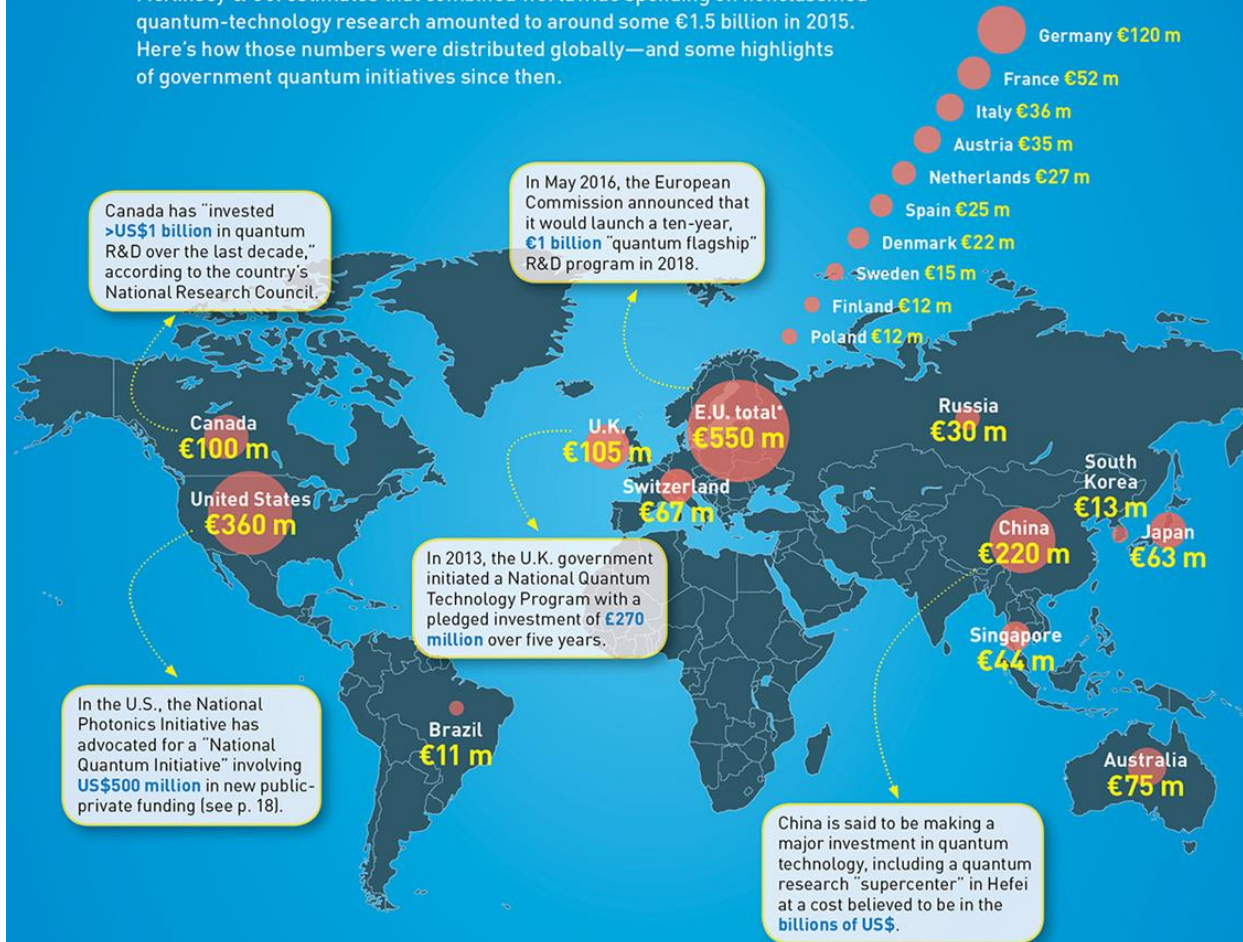 quantum-technology research amounted to around some €1.5 billion in 2015.
Here's how those numbers were distributed globally—and some highlights
of government quantum initiatives since then.
Germany €120 m
France €52 m
Italy €36 m
Austria €35 m
Netherlands €27 m
Spain €25 m
Denmark €22 m
Sweden €15 m
Finland €12 m
Poland €12 m
Canada has "invested
>US$1 billion in quantum
R&D over the last decade,"
according to the country's
National Research Council.
In May 2016, the European
Commission announced that
it would launch a ten-year,
€1 billion "quantum flagship"
R&D program in 2018.
Canada
€100 m
United States
€360 m
U.K.
€105 m
E.U. total*
€550 m
Switzerland
€67 m
Russia
€30 m
South
Korea
€13 m
China
€220 m
Japan
€63 m
Singapore
€44 m
In 2013, the U.K. government
initiated a National Quantum
Technology Program with a
pledged investment of £270
million over five years.
In the U.S., the National
Photonics Initiative has
advocated for a "National
Quantum Initiative" involving
US$500 million in new public-
private funding (see p. 18).
Brazil
€11 m
Australia
€75 m
China is said to be making a
major investment in quantum
technology, including a quantum
research "supercenter" in Hefei
at a cost believed to be in the
billions of US$.